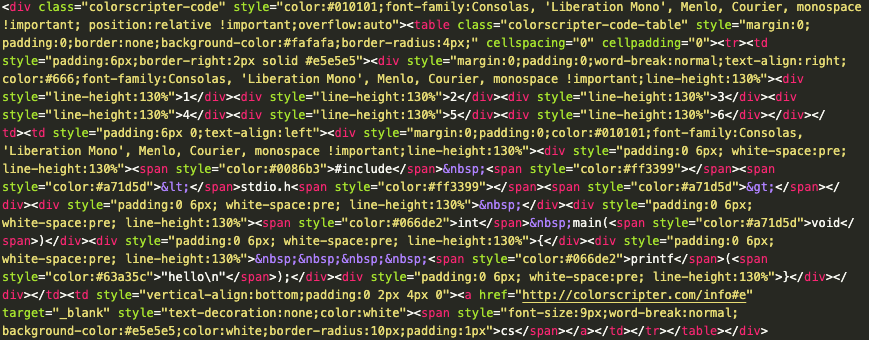 <div class="colorscripter-code" style="color:#010101;font-family:Consolas, 'Liberation Mono', Menlo, Courier, monospace
!important; position:relative !important;overflow:auto"><table class="colorscripter-code-table" style="margin:0;
padding:0;border:none;background-color:#fafafa;border-radius:4px;" cellspacing="0" cellpadding="0"><tr><td
style="padding:6px;border-right:2px solid #e5e5e5"><div style="margin:0;padding:0;word-break:normal;text-align:right;
color:#666;font-family:Consolas, 'Liberation Mono', Menlo, Courier, monospace !important;line-height:130%"><div
style="line-height:130%">1</div><div style="line-height:130%">2</div><div style="line-height:130%">3</div><div
style="line-height:130%">4</div><div style="line-height:130%">5</div><div style="line-height:130%">6</div></div></
td><td style="padding:6px 0;text-align:left"><div style="margin:0;padding:0;color:#010101;font-family:Consolas,
'Liberation Mono', Menlo, Courier, monospace !important;line-height:130%"><div style="padding:0 6px; white-space:pre;
line-height:130%"><span style="color:#0086b3">#include</span>&nbsp;<span style="color:#ff3399"></span><span
style="color:#a71d5d">&lt;</span>stdio.h<span style="color:#ff3399"></span><span style="color:#a71d5d">&gt;</span></
div><div style="padding:0 6px; white-space:pre; line-height:130%">&nbsp;</div><div style="padding:0 6px;
white-space:pre; line-height:130%"><span style="color:#066de2">int</span>&nbsp;main(<span style="color:#a71d5d">void</
span>)</div><div style="padding:0 6px; white-space:pre; line-height:130%">{</div><div style="padding:0 6px;
white-space:pre; line-height:130%">&nbsp;&nbsp;&nbsp;&nbsp;<span style="color:#066de2">printf</span>(<span
style="color:#63a35c">"hello\n"</span>);</div><div style="padding:0 6px; white-space:pre; line-height:130%">}</div></
div></td><td style="vertical-align:bottom;padding:0 2px 4px 0"><a href="http://colorscripter.com/info#e"
target="_blank" style="text-decoration:none;color:white"><span style="font-size:9px;word-break:normal;
background-color:#e5e5e5;color:white;border-radius:10px;padding:1px">cs</span></a></td></tr></table></div>